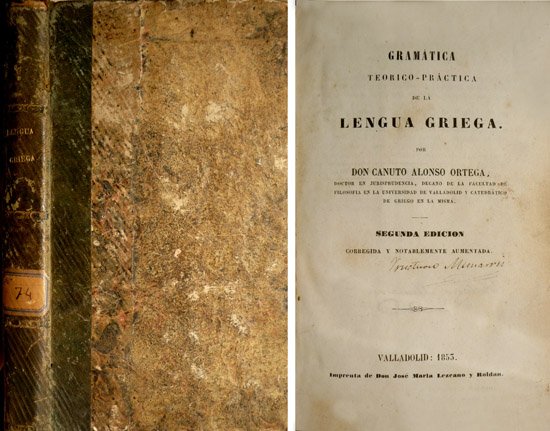 LENGUA
GRIEGA
74
GRAMÁTICA
TEORICO-PRÁCTICA
DE LA
LENGUA GRIEGA.
POR
DON CANUTO ALONSO ORTEGA,
DOCTOR EN JURISPRUDENCIA, DECANO DE LA FACULTAD DE
FILOSOFIA EN LA UNIVERSIDAD DE VALLADOLID Y CATEDRÁTICO
DE GRIEGO EN LA MISMA.
SEGUNDA EDICION
CORREGIDA Y NOTABLEMENTE AUMENTADA.
VALLADOLID: 1853.
Imprenta de Don José Maria Lezcano y Roldan.